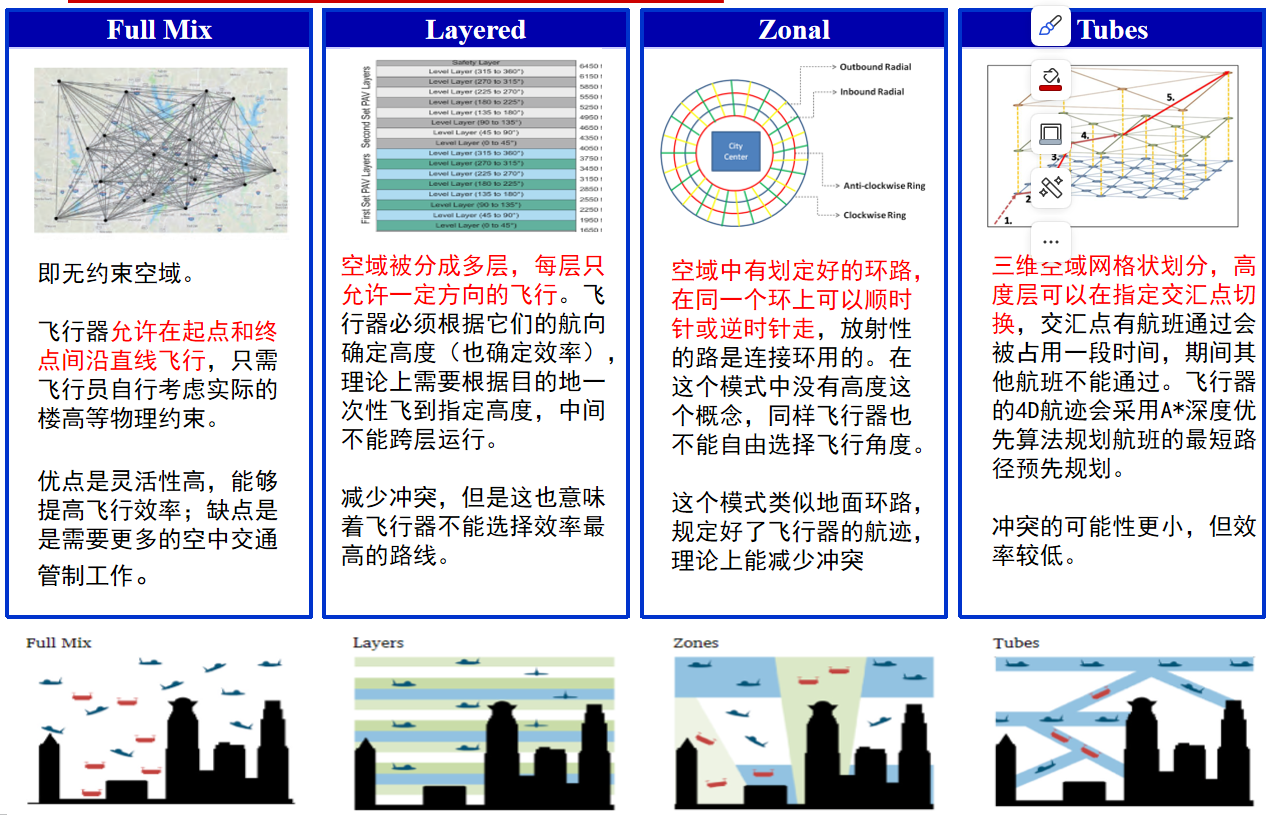 Full Mix
即无约束空域。
飞行器允许在起点和终
点间沿直线飞行，只需
飞行员自行考虑实际的
楼高等物理约束。
优点是灵活性高，能够
提高飞行效率；缺点是
是需要更多的空中交通
管制工作。
Layered
Second Set PAV Layers
First Set PAV Layers
Safety Layer
Level Layer (315 to 360°)
Level Layer (270 to 315°)
Level Layer (225 to 270°)
Level Layer (180 to 225°)
Level Layer (135 to 180°)
Level Layer (90 to 135°)
Level Layer (45 to 90°)
Level Layer (0 to 45°)
Level Layer (315 to 360°)
Level Layer (270 to 315°)
Level Layer (225 to 270°)
Level Layer (180 to 225°)
Level Layer (135 to 180°)
Level Layer (90 to 135°)
Level Layer (45 to 90°)
Level Layer (0 to 45°)
6450
6150
5850
5550
5250
4950
4650
4350
4050
3750
3450
3150
2850
2550
2250
1950
1650
空域被分成多层，每层只
允许一定方向的飞行。飞
行器必须根据它们的航向
确定高度（也确定效率），
理论上需要根据目的地一
次性飞到指定高度，中间
不能跨层运行。
减少冲突，但是这也意味
着飞行器不能选择效率最
高的路线。
Zonal
Outbound Radial
Inbound Radial
City
Center
Anti-clockwise Ring
Clockwise Ring
空域中有划定好的环路，
在同一个环上可以顺时
针或逆时针走，放射性
的路是连接环用的。在
这个模式中没有高度这
个概念，同样飞行器也
不能自由选择飞行角度。
这个模式类似地面环路，
规定好了飞行器的航迹，
理论上能减少冲突
Tubes
5.
4.
3.
2
1.
三维空域网格状划分，高
度层可以在指定交汇点切
换，交汇点有航班通过会
被占用一段时间，期间其
他航班不能通过。飞行器
的4D航迹会采用A*深度优
先算法规划航班的最短路
径预先规划。
冲突的可能性更小，但效
率较低。
Full Mix
Layers
Zones
Tubes